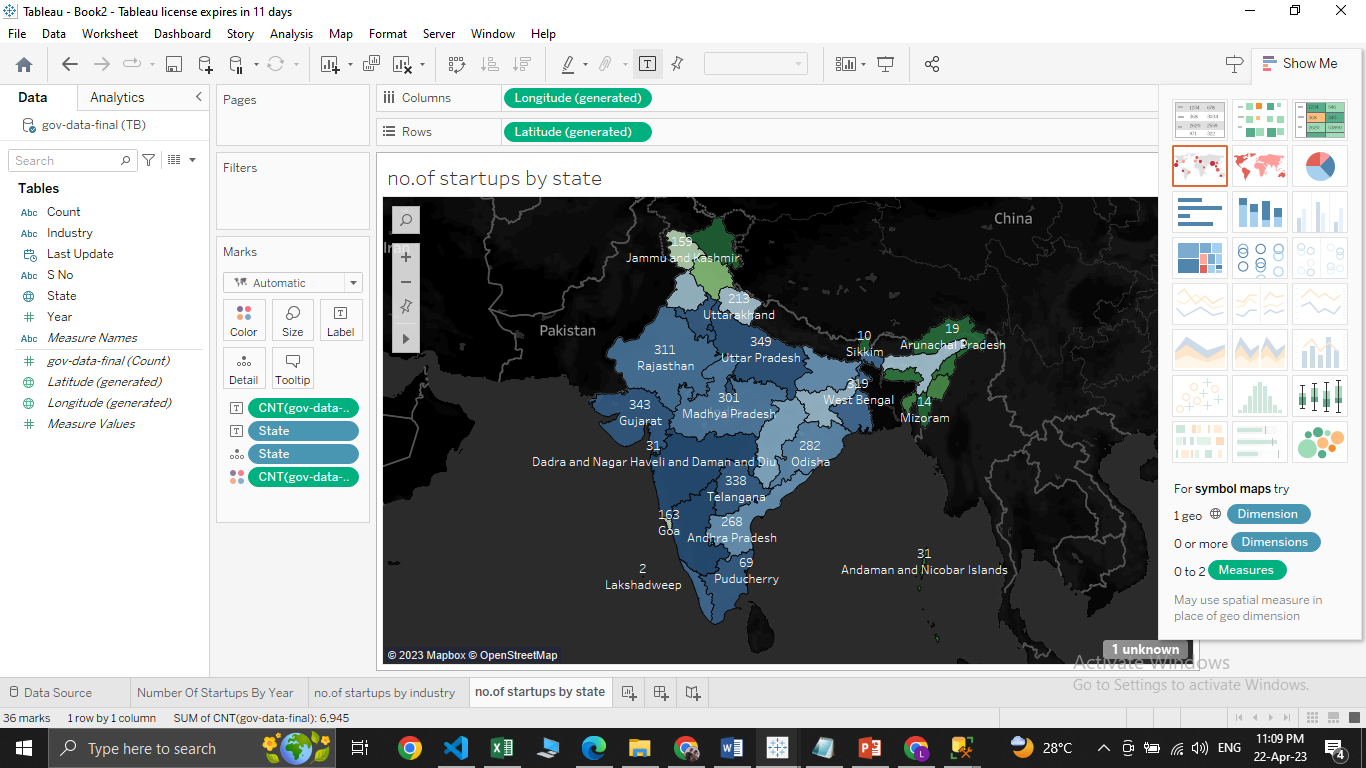 Tableau - Book2 - Tableau license expires in 11 days
File Data Worksheet Dashboard Story Analysis Map Format Server Window Help
Show Me
Data Analytics
gov-data-final (TB)
Search
Tables
Abc Count
Abc Industry
Last Update
Abc S No
State
Year
Abc Measure Names
gov-data-final (Count)
Latitude (generated)
Longitude (generated)
Measure Values
Pages
Filters
Marks
Automatic
Color Size Label
Detail Tooltip
CNT(gov-data-..
State
State
CNT(gov-data-..
Columns Longitude (generated)
Rows Latitude (generated)
no.of startups by state
China
159
Jammu and Kashmir
213
Uttarakhand
Pakistan
10
Sikkim
19
Arunachal Pradesh
349
Uttar Pradesh
311
Rajasthan
319
West Bengal
301
Madhya Pradesh
343
Gujarat
14
Mizoram
31
Dadra and Nagar Haveli and Daman and Diu
282
Odisha
338
Telangana
163
Goa
268
Andhra Pradesh
69
Puducherry
2
Lakshadweep
31
Andaman and Nicobar Islands
© 2023 Mapbox © OpenStreetMap
1 unknown
For symbol maps try
1 geo Dimension
0 or more Dimensions
0 to 2 Measures
May use spatial measure in
place of geo dimension
Activate Windows
Go to Settings to activate Windows.
Data Source Number Of Startups By Year no.of startups by industry no.of startups by state
36 marks 1 row by 1 column SUM of CNT(gov-data-final): 6,945
Type here to search
28°C
ENG
11:09 PM
22-Apr-23
4